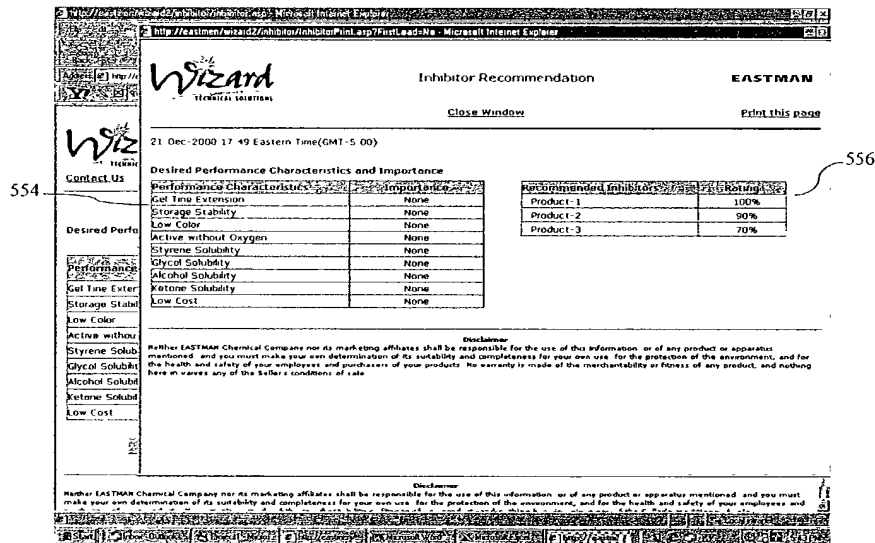 http://eastmen/wizard2/inhibitor/InhibitorPrint.asp?FirstLoad=No - Microsoft Internet Explorer
Wizard
TECHNICAL SOLUTIONS
Inhibitor Recommendation
EASTMAN
Close Window
Print this page
21 Dec-2000 17 49 Eastern Time(GMT-5 00)
Desired Performance Characteristics and Importance
Performance Characteristics Importance
Gel Time Extension None
Storage Stability None
Low Color None
Active without Oxygen None
Styrene Solubility None
Glycol Solubility None
Alcohol Solubility None
Ketone Solubility None
Low Cost None
Recommended Inhibitors Rating
Product-1 100%
Product-2 90%
Product-3 70%
554
556
Disclaimer
Neither EASTMAN Chemical Company nor its marketing affiliates shall be responsible for the use of this information or of any product or apparatus
mentioned and you must make your own determination of its suitability and completeness for your own use for the protection of the environment, and for
the health and safety of your employees and purchasers of your products No warranty is made of the merchantability or fitness of any product, and nothing
here in varees any of the Seller s conditions of sale
Wiz
Contact Us
Desired Perfo
Performance
Gel Time Exter
Storage Stabil
Low Color
Active withou
Styrene Solub
Glycol Solubilit
Alcohol Solubil
Ketone Solubil
Low Cost
Disclaimer
Neither EASTMAN Chemical Company nor its marketing affiliates shall be responsible for the use of this information or of any product or apparatus mentioned and you must
make your own determination of its suitability and completeness for your own use for the protection of the environment, and for the health and safety of your employees and